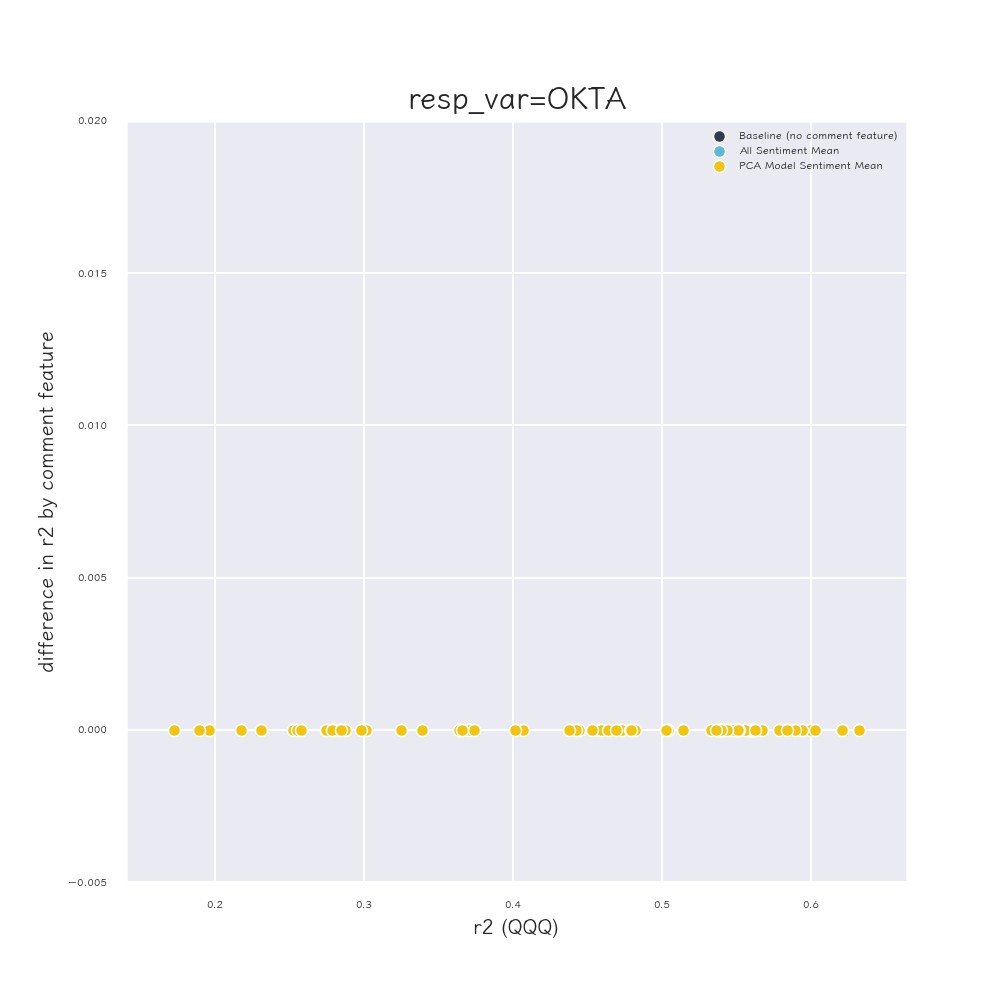 resp_var=OKTA
0.020
Baseline (no comment feature)
All Sentiment Mean
PCA Model Sentiment Mean
0.015
0.010
0.005
0.000
−0.005
difference in r2 by comment feature
0.2 0.3 0.4 0.5 0.6
r2 (QQQ)